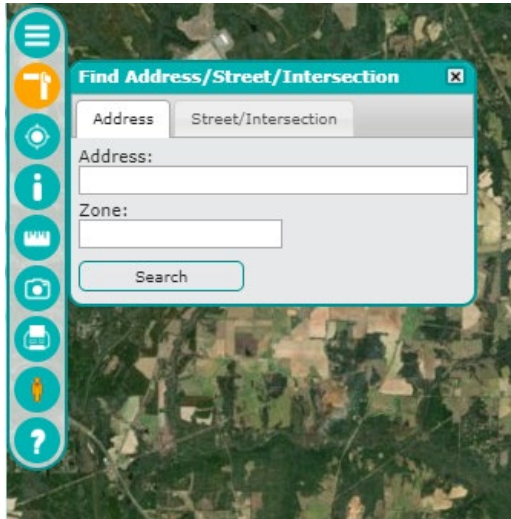 Find Address/Street/Intersection
Address Street/Intersection
Address:
Zone:
Search
i
?